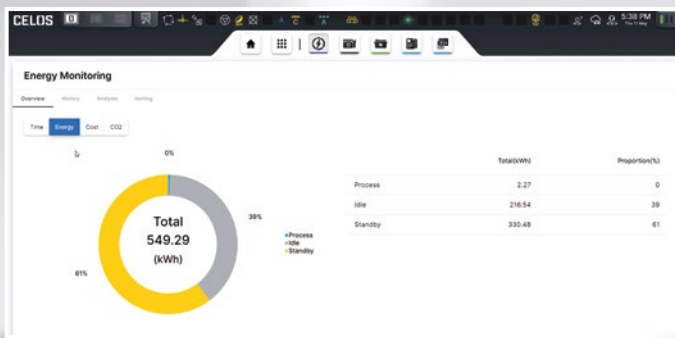 CELOS
5:38 PM
Energy Monitoring
Overview History Analysis Setting
Time Energy Cost CO2
0%
39%
61%
Total
549.29
(kWh)
Process
Idle
Standby
Total(kWh) Proportion(%)
Process 2.27 0
Idle 216.54 39
Standby 330.48 61